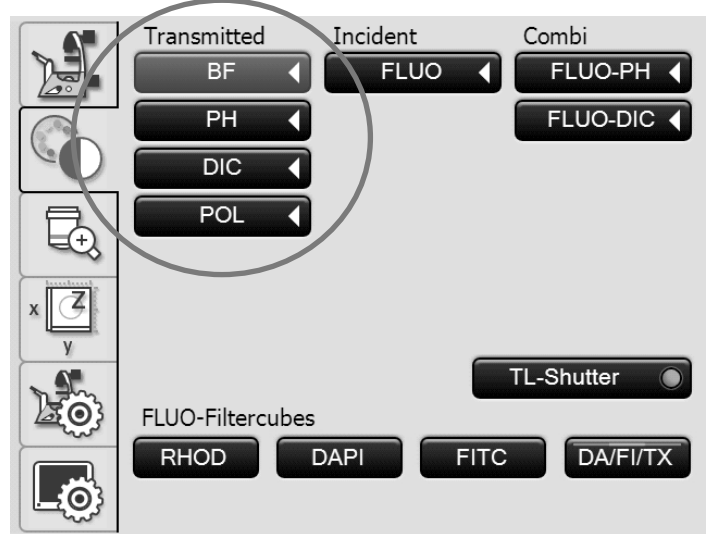 Transmitted Incident Combi
BF FLUO FLUO-PH
PH FLUO-DIC
DIC
POL
Z
x
y
TL-Shutter
FLUO-Filtercubes
RHOD DAPI FITC DA/FI/TX